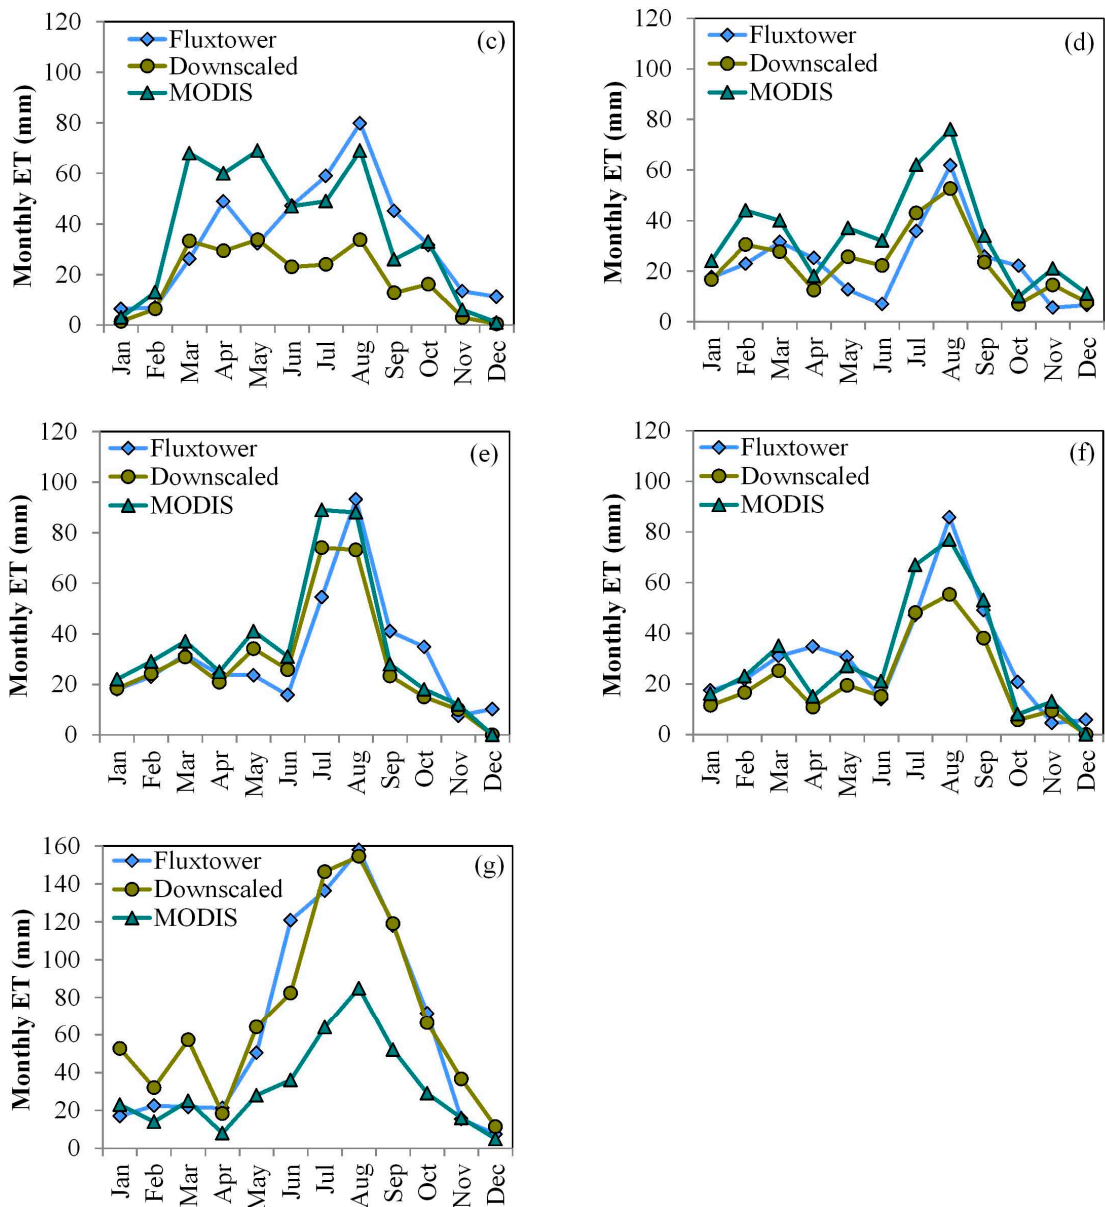 120
100
80
60
40
20
0
Monthly ET (mm)
Fluxtower
Downscaled
MODIS
(c)
Jan Feb Mar Apr May Jun Jul Aug Sep Oct Nov Dec
120
100
80
60
40
20
0
Monthly ET (mm)
Fluxtower
Downscaled
MODIS
(d)
Jan Feb Mar Apr May Jun Jul Aug Sep Oct Nov Dec
120
100
80
60
40
20
0
Monthly ET (mm)
Fluxtower
Downscaled
MODIS
(e)
Jan Feb Mar Apr May Jun Jul Aug Sep Oct Nov Dec
120
100
80
60
40
20
0
Monthly ET (mm)
Fluxtower
Downscaled
MODIS
(f)
Jan Feb Mar Apr May Jun Jul Aug Sep Oct Nov Dec
160
140
120
100
80
60
40
20
0
Monthly ET (mm)
Fluxtower
Downscaled
MODIS
(g)
Jan Feb Mar Apr May Jun Jul Aug Sep Oct Nov Dec